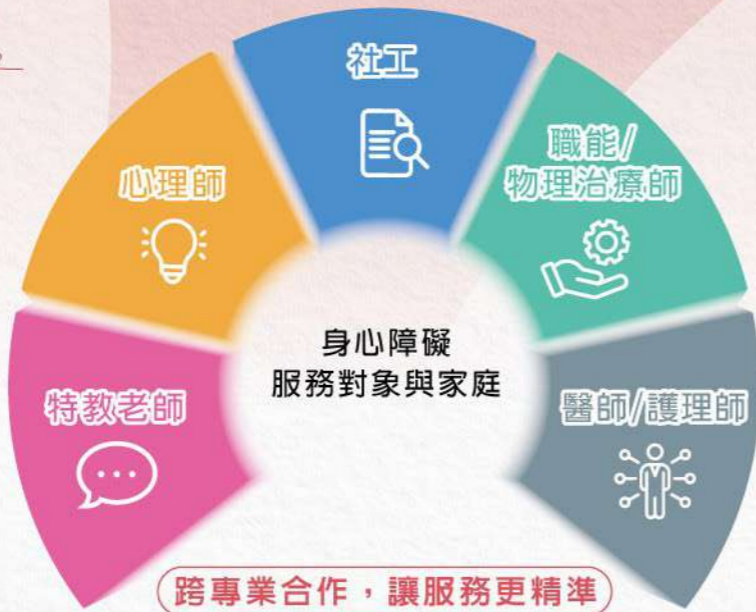 社工
心理師
職能/
物理治療師
身心障礙
服務對象與家庭
特教老師
醫師/護理師
跨專業合作，讓服務更精準